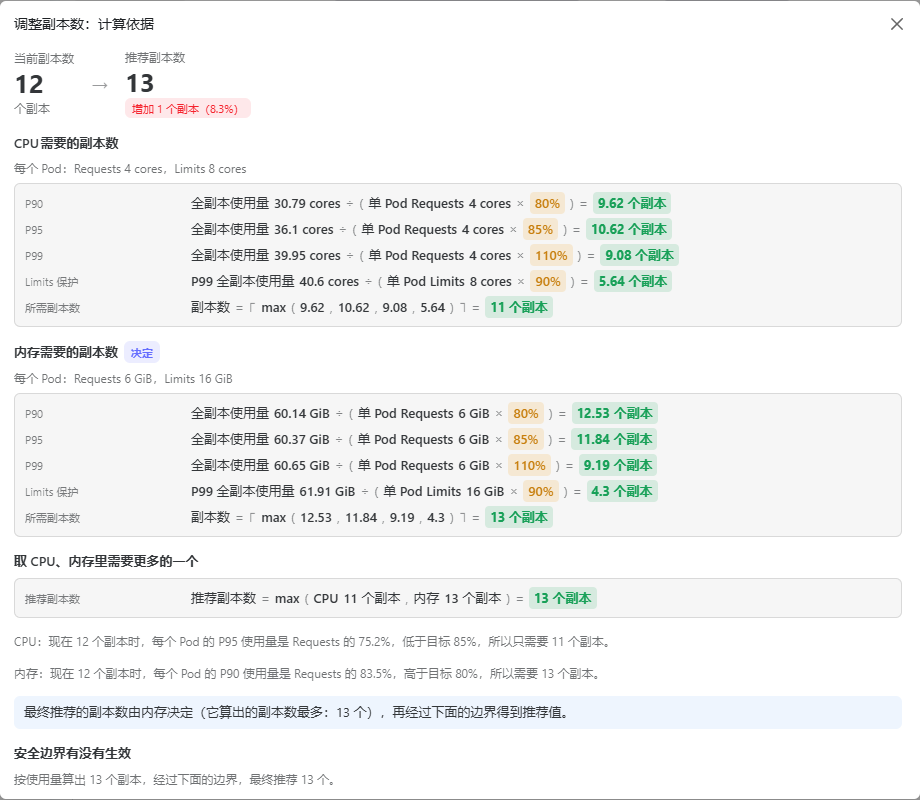 调整副本数：计算依据
当前副本数
12
个副本
→
推荐副本数
13
增加 1 个副本（8.3%）
CPU 需要的副本数
每个 Pod：Requests 4 cores，Limits 8 cores
P90 全副本使用量 30.79 cores ÷ ( 单 Pod Requests 4 cores × 80% ) = 9.62 个副本
P95 全副本使用量 36.1 cores ÷ ( 单 Pod Requests 4 cores × 85% ) = 10.62 个副本
P99 全副本使用量 39.95 cores ÷ ( 单 Pod Requests 4 cores × 110% ) = 9.08 个副本
Limits 保护 P99 全副本使用量 40.6 cores ÷ ( 单 Pod Limits 8 cores × 90% ) = 5.64 个副本
所需副本数 副本数 = ⌈ max ( 9.62 , 10.62 , 9.08 , 5.64 ) ⌉ = 11 个副本
内存需要的副本数 决定
每个 Pod：Requests 6 GiB，Limits 16 GiB
P90 全副本使用量 60.14 GiB ÷ ( 单 Pod Requests 6 GiB × 80% ) = 12.53 个副本
P95 全副本使用量 60.37 GiB ÷ ( 单 Pod Requests 6 GiB × 85% ) = 11.84 个副本
P99 全副本使用量 60.65 GiB ÷ ( 单 Pod Requests 6 GiB × 110% ) = 9.19 个副本
Limits 保护 P99 全副本使用量 61.91 GiB ÷ ( 单 Pod Limits 16 GiB × 90% ) = 4.3 个副本
所需副本数 副本数 = ⌈ max ( 12.53 , 11.84 , 9.19 , 4.3 ) ⌉ = 13 个副本
取 CPU、内存里需要更多的一个
推荐副本数 推荐副本数 = max ( CPU 11 个副本 , 内存 13 个副本 ) = 13 个副本
CPU：现在 12 个副本时，每个 Pod 的 P95 使用量是 Requests 的 75.2%，低于目标 85%，所以只需要 11 个副本。
内存：现在 12 个副本时，每个 Pod 的 P90 使用量是 Requests 的 83.5%，高于目标 80%，所以需要 13 个副本。
最终推荐的副本数由内存决定（它算出的副本数最多：13 个），再经过下面的边界得到推荐值。
安全边界有没有生效
按使用量算出 13 个副本，经过下面的边界，最终推荐 13 个。